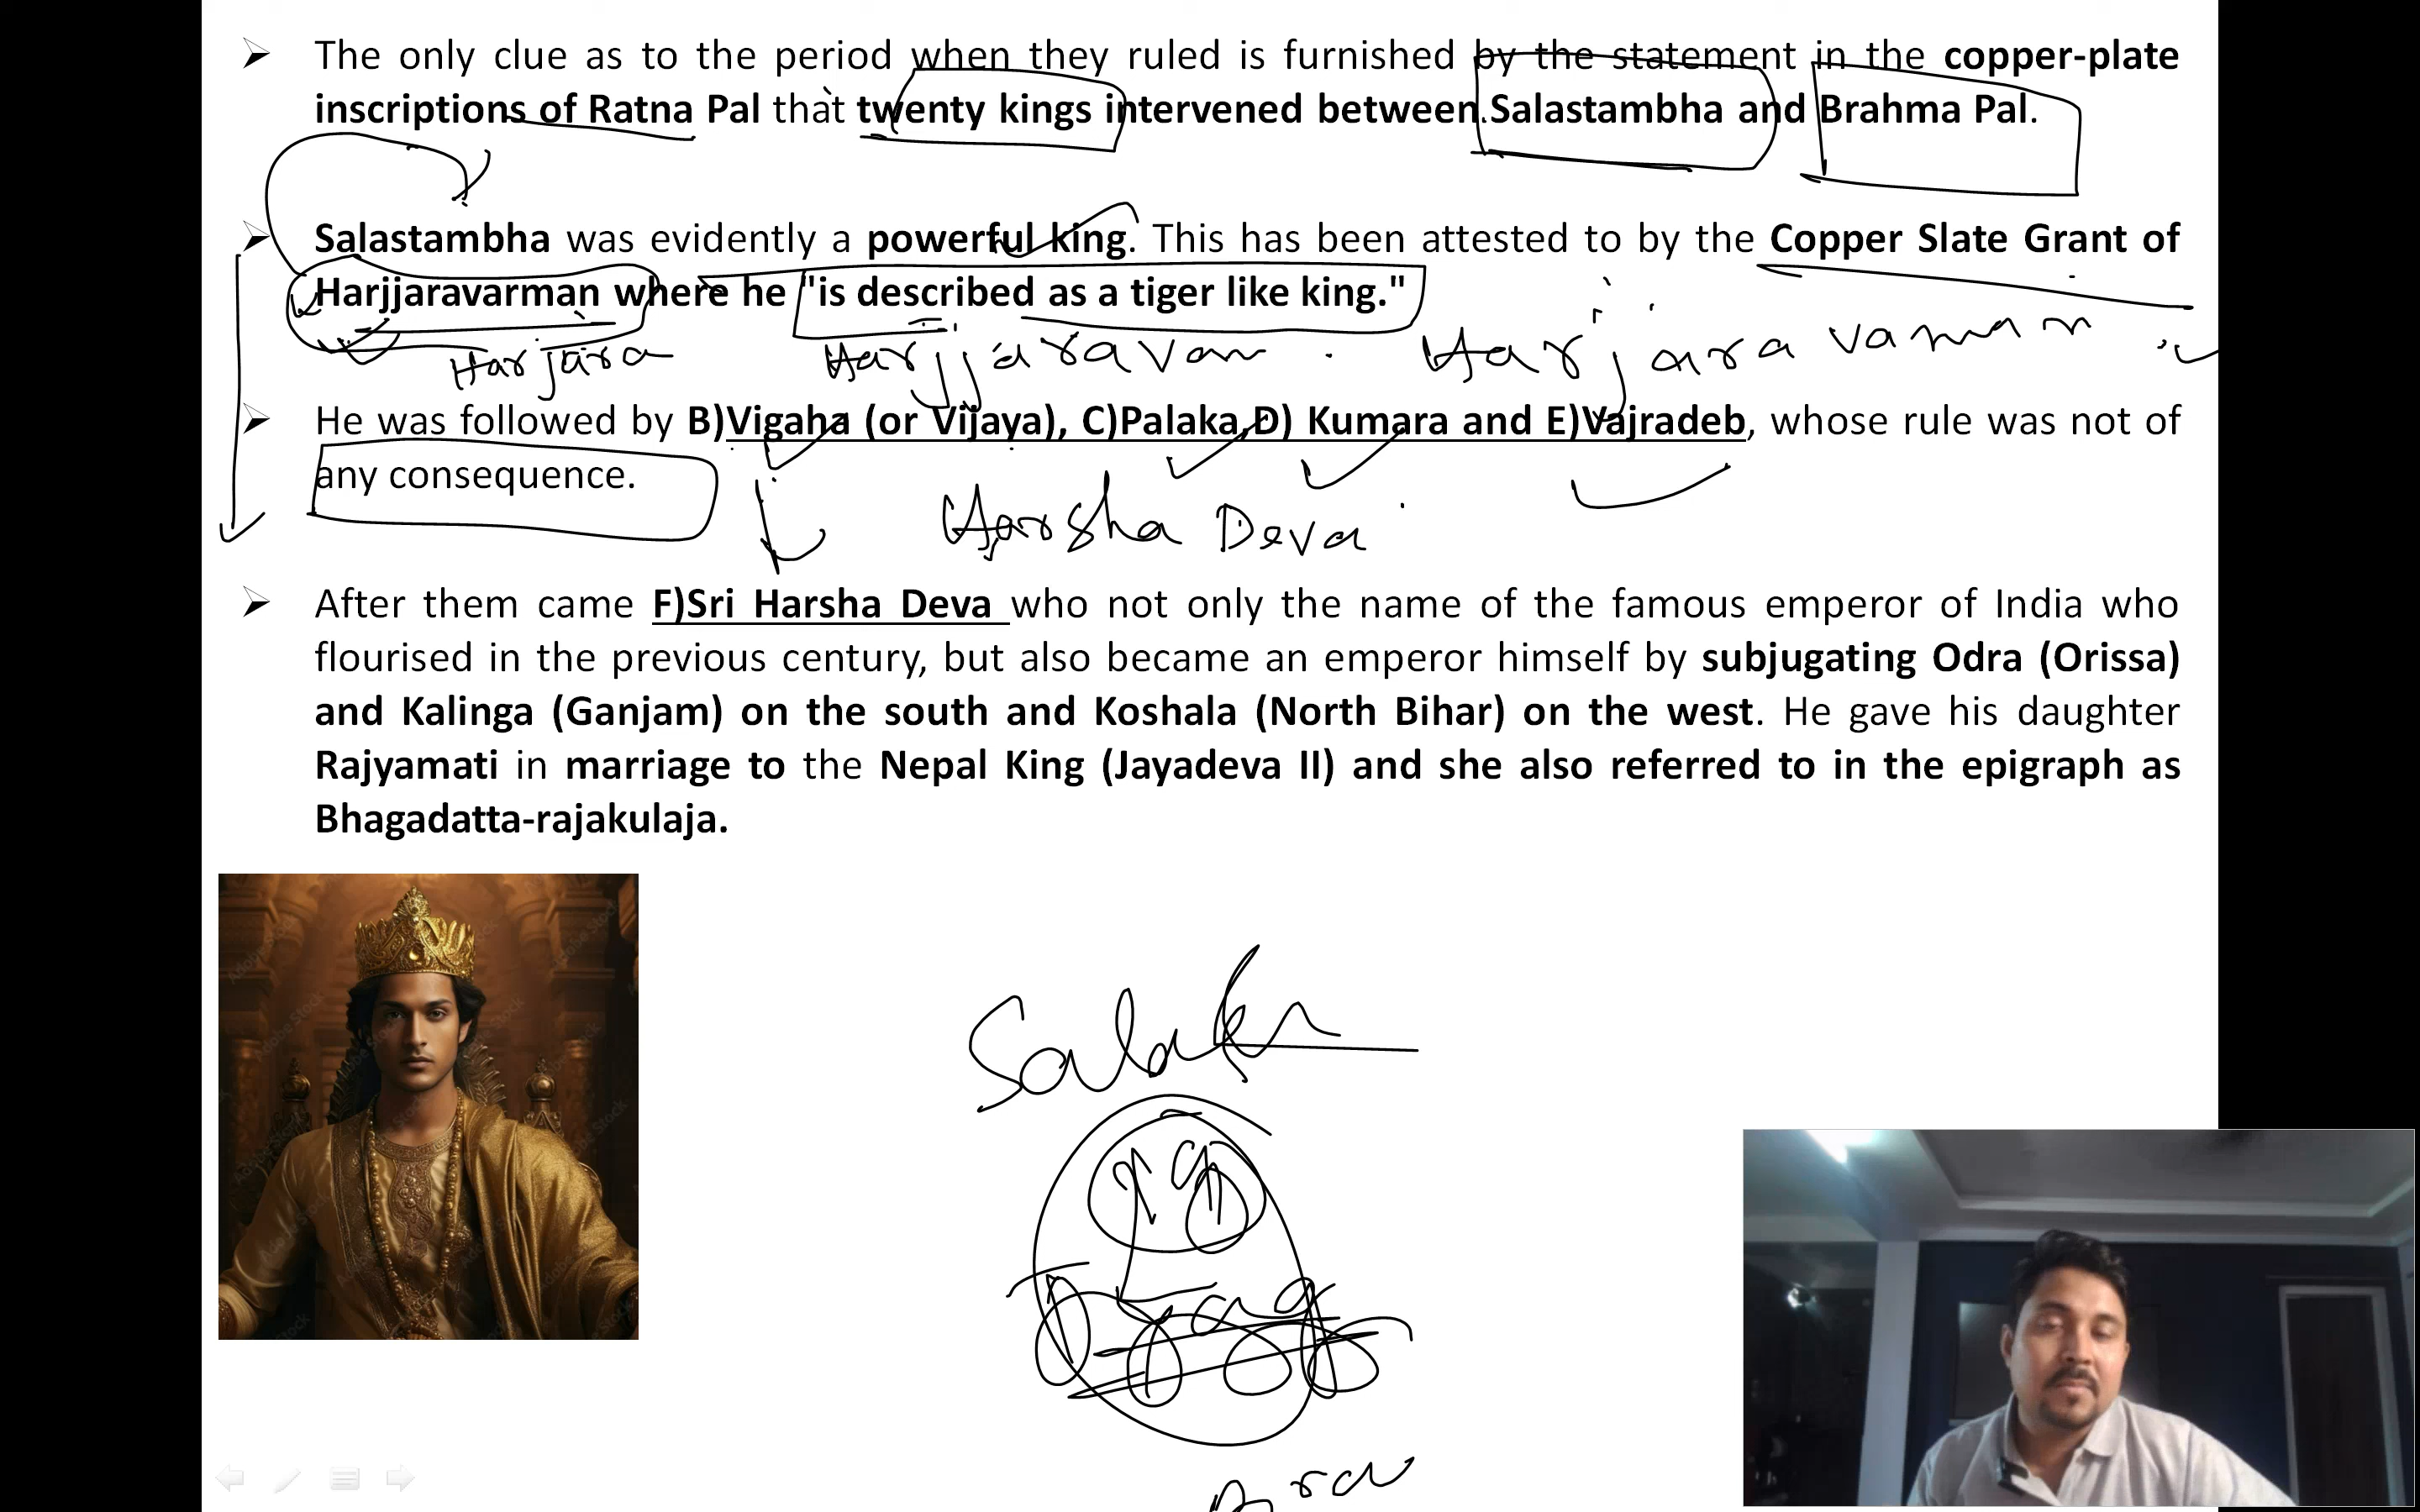 ➢ The only clue as to the period when they ruled is furnished by the statement in the copper-plate
inscriptions of Ratna Pal that twenty kings intervened between Salastambha and Brahma Pal.
➢ Salastambha was evidently a powerful king. This has been attested to by the Copper Slate Grant of
Harjjaravarman where he "is described as a tiger like king."
Harjara Harjjaravan Harjaravaman
➢ He was followed by B)Vigaha (or Vijaya), C)Palaka,D) Kumara and E)Vajradeb, whose rule was not of
any consequence.
Harsha Deva
➢ After them came F)Sri Harsha Deva who not only the name of the famous emperor of India who
flourised in the previous century, but also became an emperor himself by subjugating Odra (Orissa)
and Kalinga (Ganjam) on the south and Koshala (North Bihar) on the west. He gave his daughter
Rajyamati in marriage to the Nepal King (Jayadeva II) and she also referred to in the epigraph as
Bhagadatta-rajakulaja.